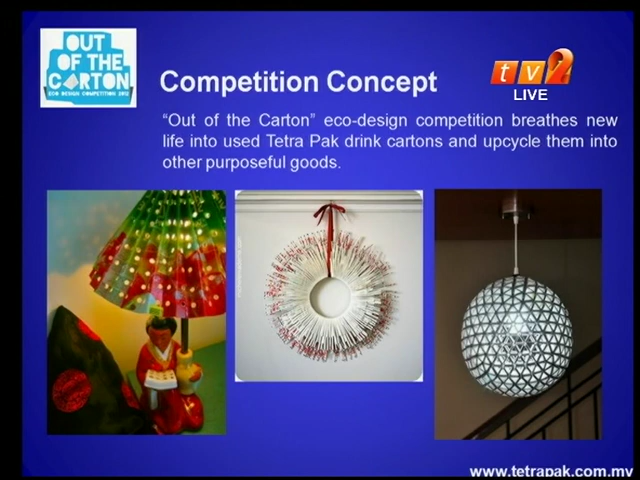 OUT
OF THE
CARTON
ECO DESIGN COMPETITION 2012
Competition Concept
tv2
LIVE
“Out of the Carton” eco-design competition breathes new
life into used Tetra Pak drink cartons and upcycle them into
other purposeful goods.
www.tetrapak.com.my